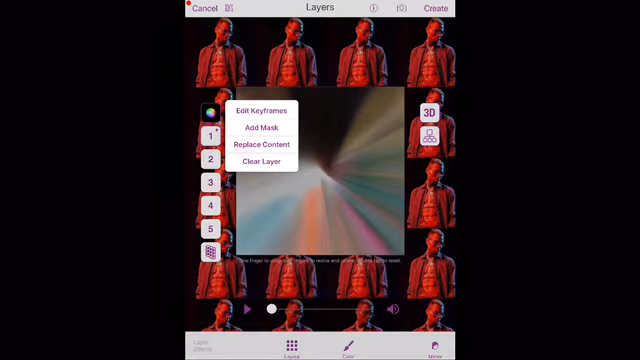 Cancel
Layers
Create
Edit Keyframes
Add Mask
Replace Content
Clear Layer
3D
1
2
3
4
5
Layer
Effects
Layout
Color
Mirror